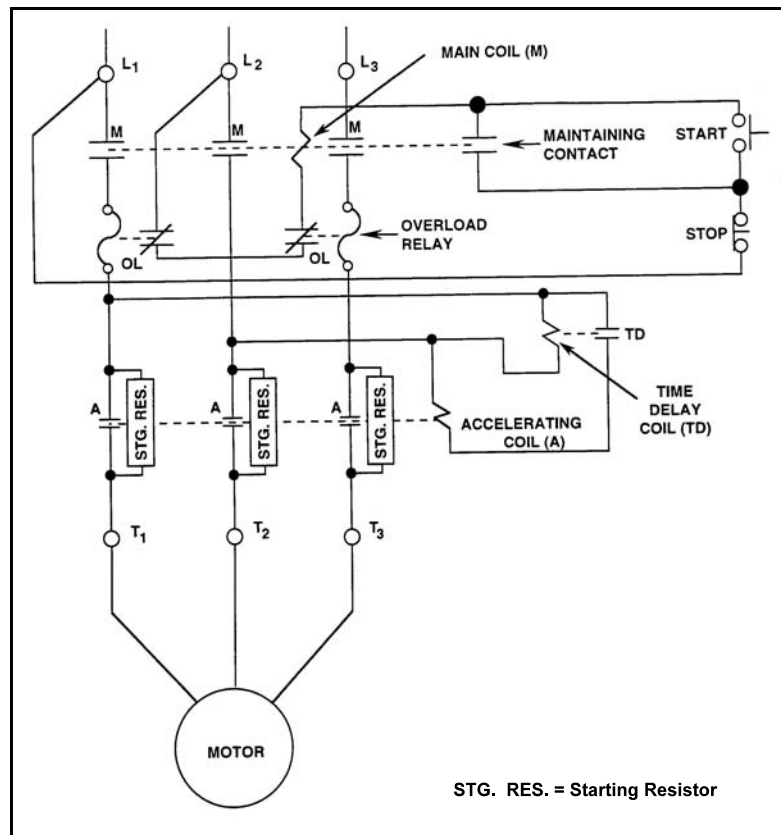 L1
L2
L3
MAIN COIL (M)
M
M
M
MAINTAINING
CONTACT
START
OVERLOAD
RELAY
STOP
OL
OL
TD
TIME
DELAY
COIL (TD)
A
STG. RES.
A
STG. RES.
A
STG. RES.
ACCELERATING
COIL (A)
T1
T2
T3
MOTOR
STG. RES. = Starting Resistor